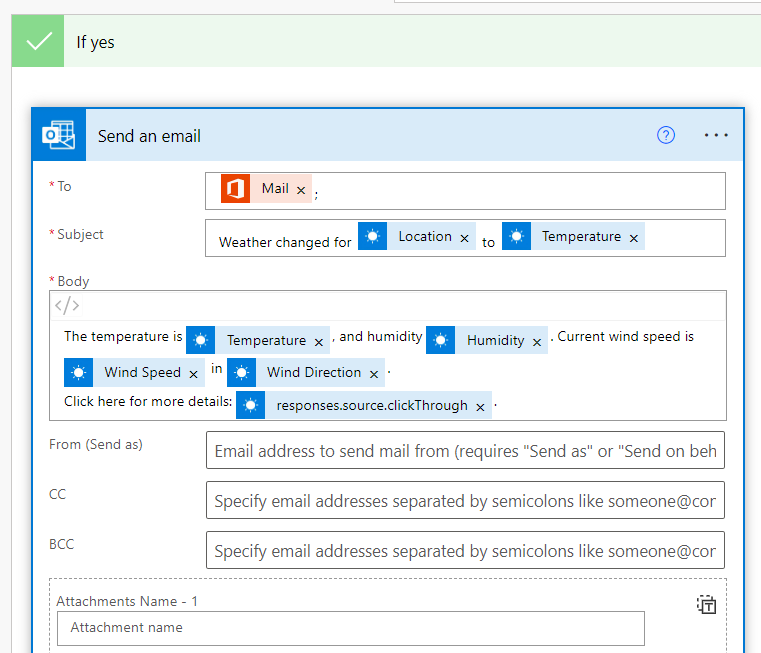 If yes
Send an email
?
...
* To
Mail × ;
* Subject
Weather changed for Location × to Temperature ×
* Body
</>
The temperature is Temperature × , and humidity Humidity × . Current wind speed is
Wind Speed × in Wind Direction × .
Click here for more details: responses.source.clickThrough × .
From (Send as)
Email address to send mail from (requires "Send as" or "Send on beh
CC
Specify email addresses separated by semicolons like someone@cor
BCC
Specify email addresses separated by semicolons like someone@cor
Attachments Name - 1
T
Attachment name